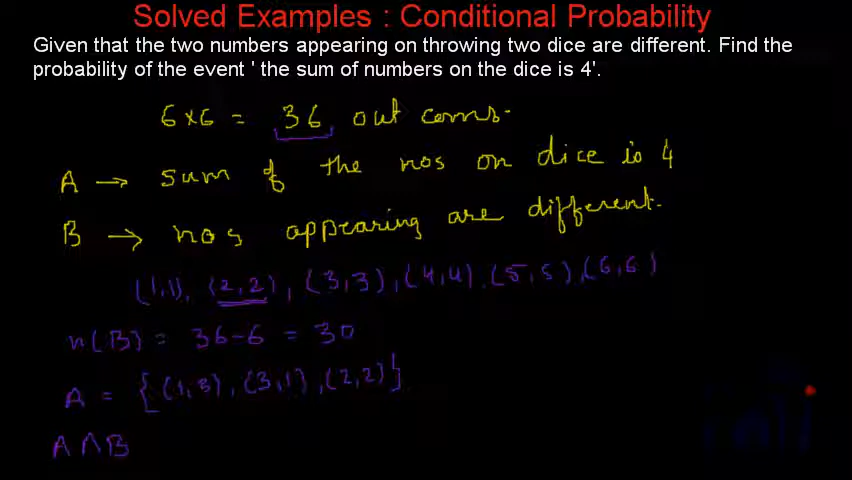 Solved Examples : Conditional Probability
Given that the two numbers appearing on throwing two dice are different. Find the
probability of the event ' the sum of numbers on the dice is 4'.
6×6 = 36 out coms.
A → sum of the nos on dice is 4
B → nos appearing are different.
(1,1), (2,2), (3,3), (4,4), (5,5), (6,6)
n(B) = 36-6 = 30
A = {(1,3), (3,1), (2,2)}
A∩B